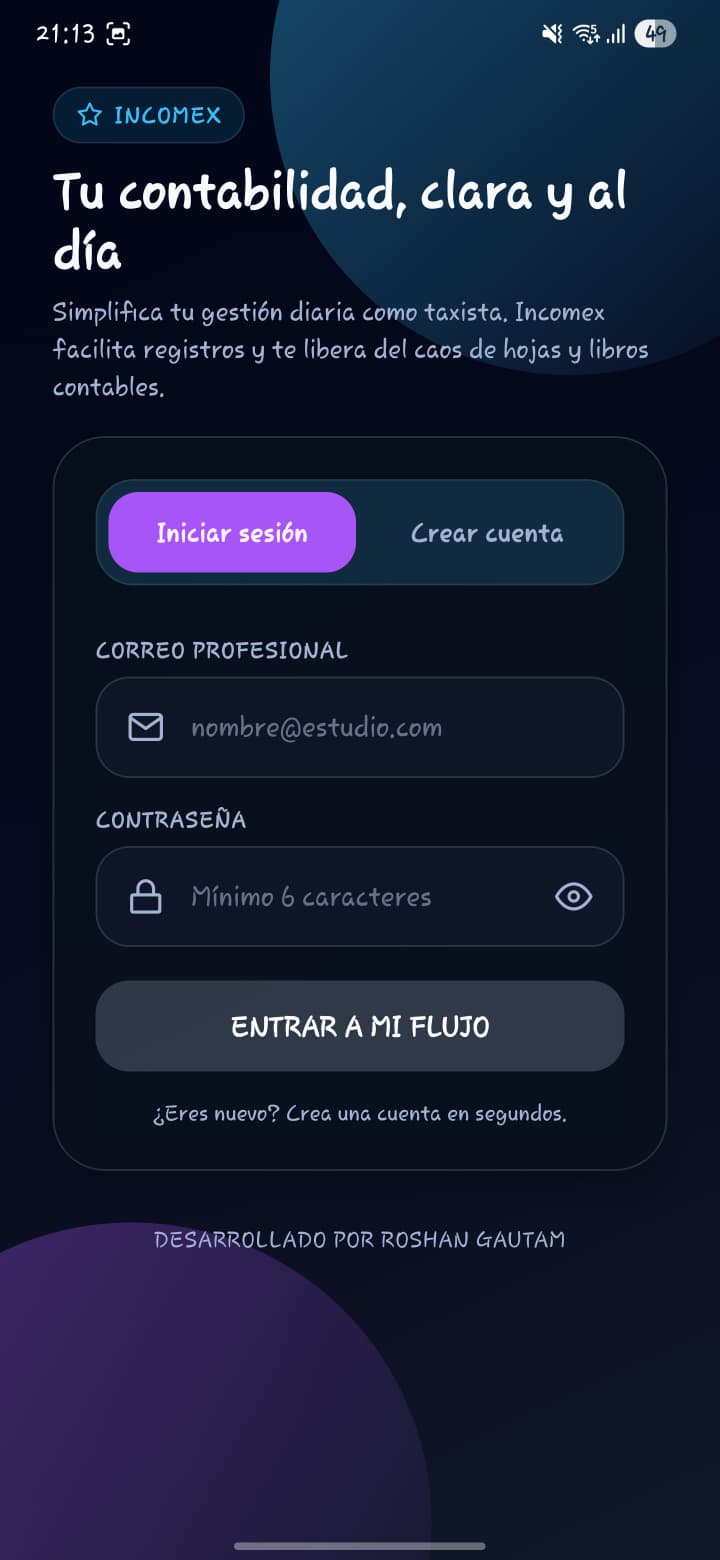 21:13
49
INCOMEX
Tu contabilidad, clara y al
día
Simplifica tu gestión diaria como taxista. Incomex
facilita registros y te libera del caos de hojas y libros
contables.
Iniciar sesión
Crear cuenta
CORREO PROFESIONAL
nombre@estudio.com
CONTRASEÑA
Mínimo 6 caracteres
ENTRAR A MI FLUJO
¿Eres nuevo? Crea una cuenta en segundos.
DESARROLLADO POR ROSHAN GAUTAM